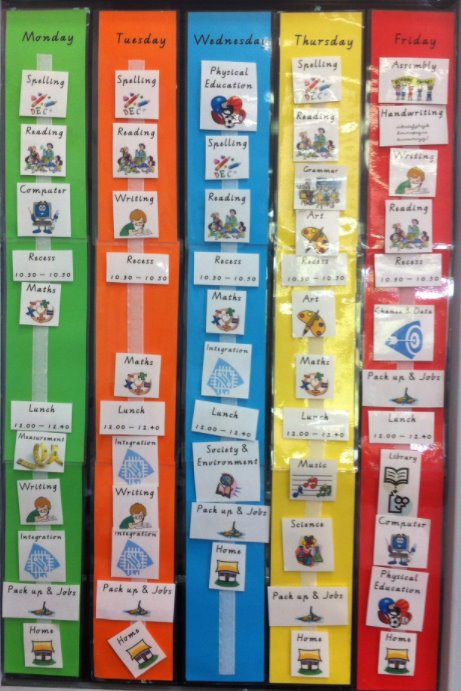 Monday
Spelling
DEC
Reading
Computer
Recess
10.30 - 10.50
Maths
Lunch
12.00 - 12.40
Measurement
Writing
Integration
Pack up & Jobs
Home
Tuesday
Spelling
DEC
Reading
Writing
Recess
10.30 - 10.50
Maths
Lunch
12.00 - 12.40
Integration
Writing
Integration
Pack up & Jobs
Home
Wednesday
Physical
Education
Spelling
DEC
Reading
Recess
10.30 - 10.50
Maths
Integration
Lunch
12.00 - 12.40
Society &
Environment
Pack up & Jobs
Home
Thursday
Spelling
DEC
Reading
Grammar
Art
Recess
10.30 - 10.50
Art
Maths
Lunch
12.00 - 12.40
Music
Science
Pack up & Jobs
Home
Friday
Assembly
Handwriting
Writing
Reading
Recess
10.30 - 10.50
Chance & Data
Pack up & Jobs
Lunch
12.00 - 12.40
Library
Computer
Physical
Education
Home